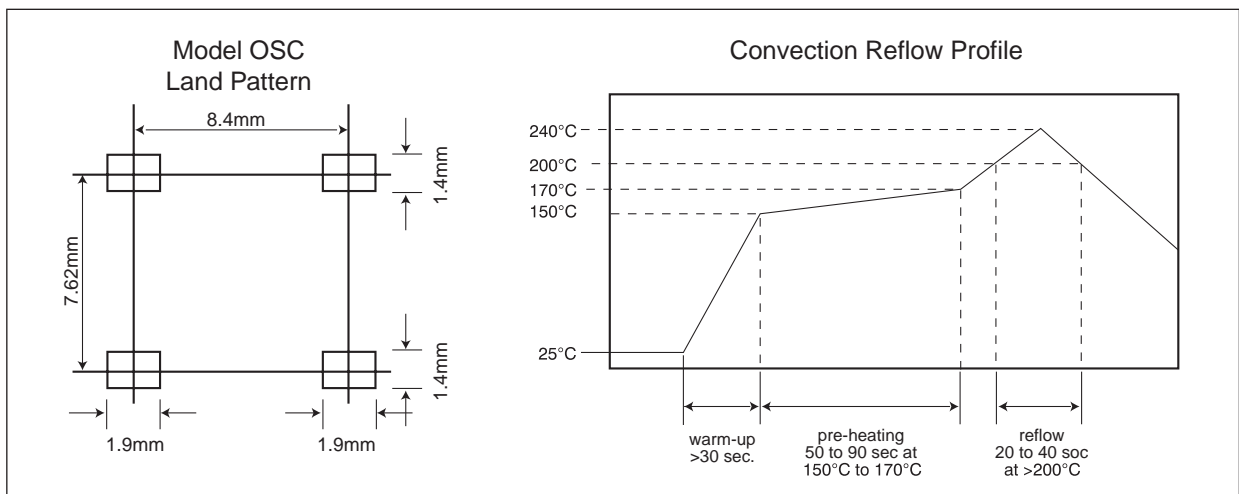 Model OSC
Land Pattern
8.4mm
1.4mm
7.62mm
1.4mm
1.9mm
1.9mm
Convection Reflow Profile
240°C
200°C
170°C
150°C
25°C
warm-up
>30 sec.
pre-heating
50 to 90 sec at
150°C to 170°C
reflow
20 to 40 soc
at >200°C